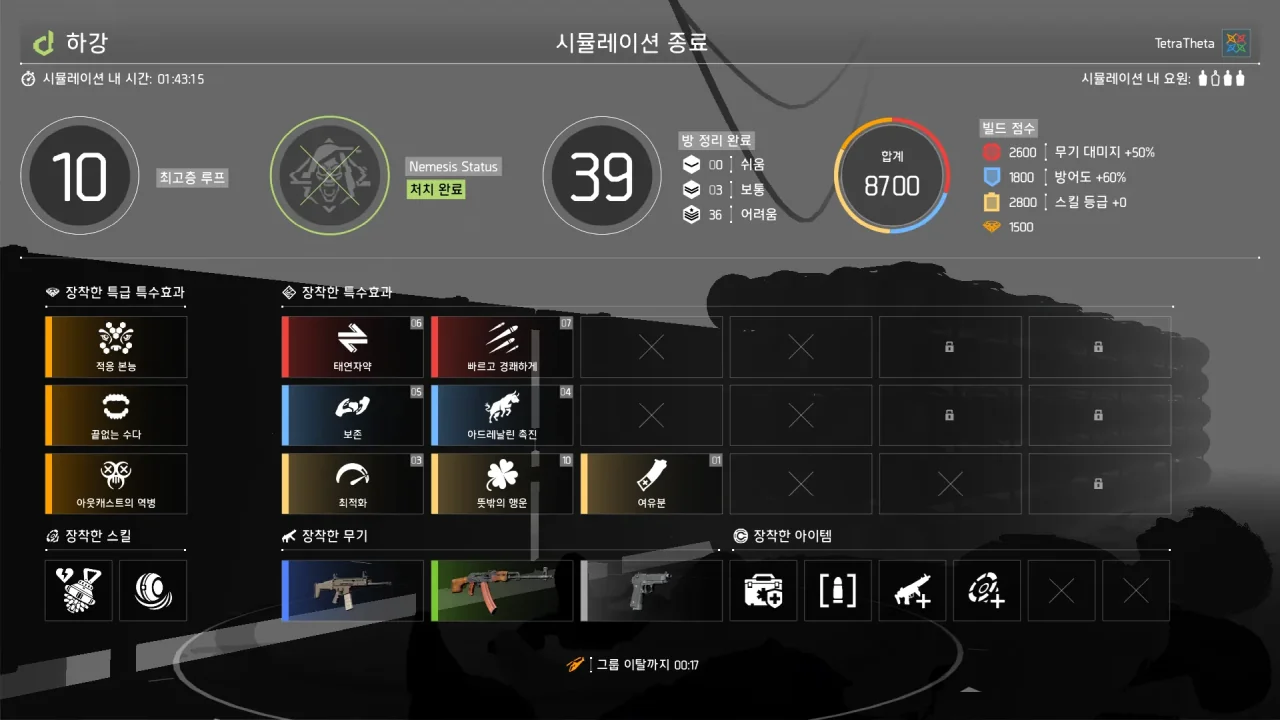 하강
시뮬레이션 종료
TetraTheta
시뮬레이션 내 시간: 01:43:15
시뮬레이션 내 요원:
10
최고층 루프
Nemesis Status
처치 완료
39
방 정리 완료
00 쉬움
03 보통
36 어려움
합계
8700
빌드 점수
2600 무기 대미지 +50%
1800 방어도 +60%
2800 스킬 등급 +0
1500
장착한 특급 특수효과
적응 본능
끝없는 수다
아웃캐스트의 역병
장착한 특수효과
06
태연자약
07
바르고 경쾌하게
05
보존
04
아드레날린 촉진
03
최적화
10
뜻밖의 행운
01
여유분
장착한 스킬
장착한 무기
장착한 아이템
그룹 이탈까지 00:17